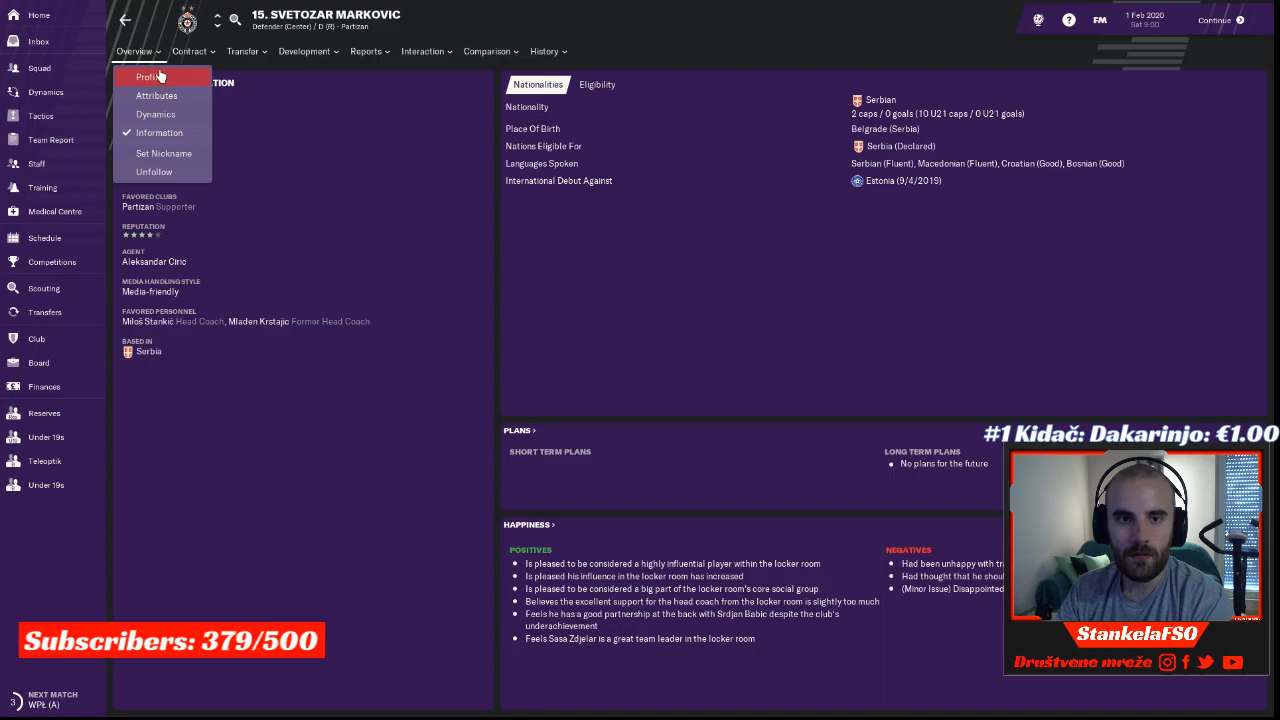 Home
Inbox
Squad
Dynamics
Tactics
Team Report
Staff
Training
Medical Centre
Schedule
Competitions
Scouting
Transfers
Club
Board
Finances
Reserves
Under 19s
Teleoptik
Under 19s
3 NEXT MATCH
WPŁ (A)
15. SVETOZAR MARKOVIC
Defender (Center) / D (R) - Partizan
FM
1 Feb 2020
Sat 9:00
Continue
Overview Contract Transfer Development Reports Interaction Comparison History
Attributes
Dynamics
Information
Set Nickname
Unfollow
FAVORED CLUBS
Partizan Supporter
REPUTATION
AGENT
Aleksandar Ciric
MEDIA HANDLING STYLE
Media-friendly
FAVORED PERSONNEL
Miloš Stankić Head Coach, Mladen Krstajic Former Head Coach
BASED IN
Serbia
Nationalities Eligibility
Nationality Serbian
2 caps / 0 goals (10 U21 caps / 0 U21 goals)
Place Of Birth Belgrade (Serbia)
Nations Eligible For Serbia (Declared)
Languages Spoken Serbian (Fluent), Macedonian (Fluent), Croatian (Good), Bosnian (Good)
International Debut Against Estonia (9/4/2019)
PLANS >
SHORT TERM PLANS
LONG TERM PLANS
No plans for the future
HAPPINESS >
POSITIVES
Is pleased to be considered a highly influential player within the locker room
Is pleased his influence in the locker room has increased
Is pleased to be considered a big part of the locker room's core social group
Believes the excellent support for the head coach from the locker room is slightly too much
Feels he has a good partnership at the back with Srdjan Babic despite the club's
underachievement
Feels Sasa Zdjelar is a great team leader in the locker room
NEGATIVES
Had been unhappy with
Had thought that he
(Minor Issue) Disappointed
#1 Kidač: Dakarinjo: €1.00
StankelaFSO
Društvene mreže
Subscribers: 379/500